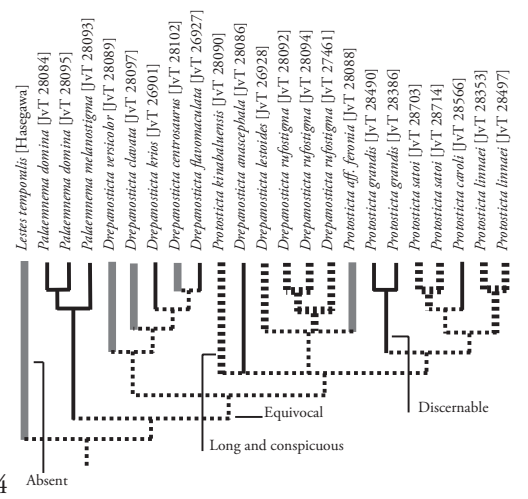 Lestes temporalis [Hasegawa]
Palaemnema domina [JvT 28084]
Palaemnema domina [JvT 28095]
Palaemnema melanostigma [JvT 28093]
Drepanosticta versicolor [JvT 28089]
Drepanosticta clavata [JvT 28097]
Drepanosticta krios [JvT 26901]
Drepanosticta centrosaurus [JvT 28102]
Drepanosticta flavomaculata [JvT 26927]
Protosticta kinabaluensis [JvT 28090]
Drepanosticta anascephala [JvT 28086]
Drepanosticta lestoides [JvT 26928]
Drepanosticta rufostigma [JvT 28092]
Drepanosticta rufostigma [JvT 28094]
Drepanosticta rufostigma [JvT 27461]
Protosticta aff. feronia [JvT 28088]
Protosticta grandis [JvT 28490]
Protosticta grandis [JvT 28386]
Protosticta satoi [JvT 28703]
Protosticta satoi [JvT 28714]
Protosticta caroli [JvT 28566]
Protosticta linnaei [JvT 28353]
Protosticta linnaei [JvT 28497]
Equivocal
Discernable
Long and conspicuous
4 Absent